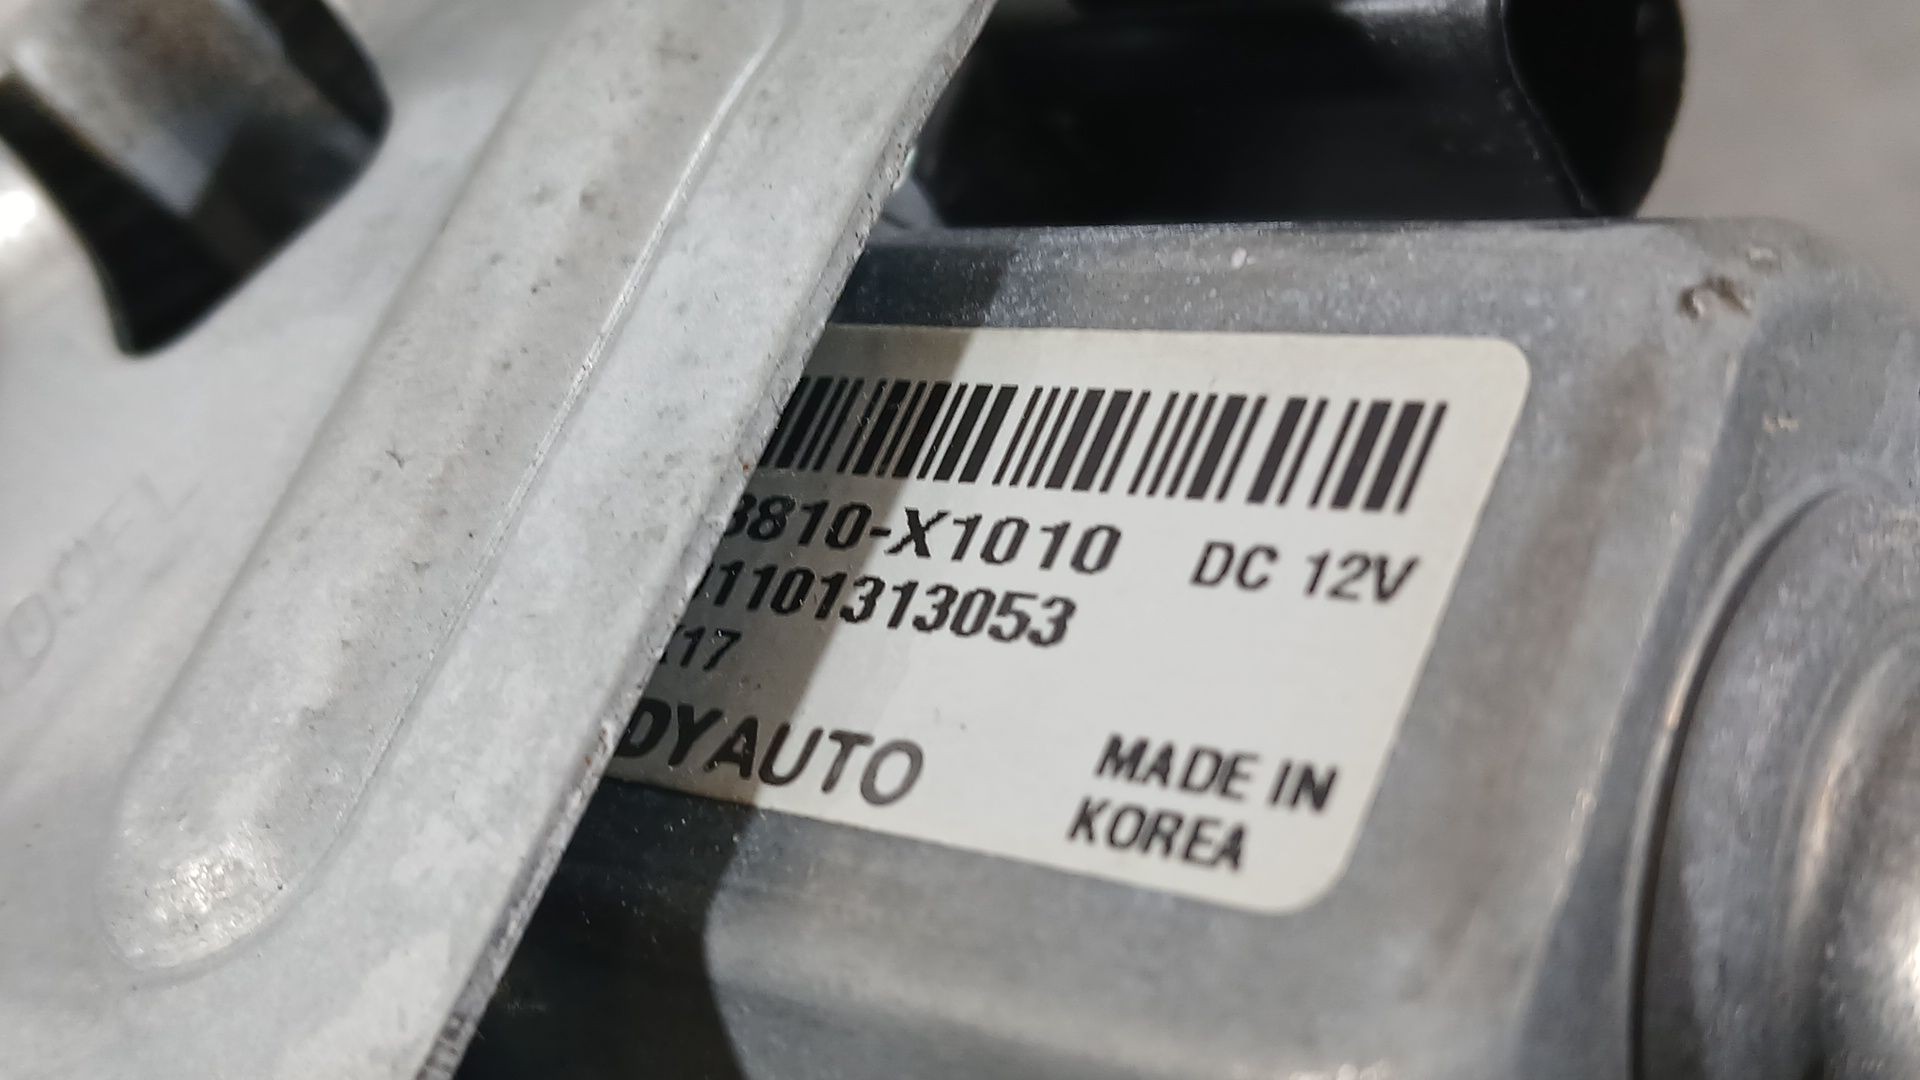 3810-X1010 DC 12V
1101313053
17
DYAUTO
MADE IN
KOREA